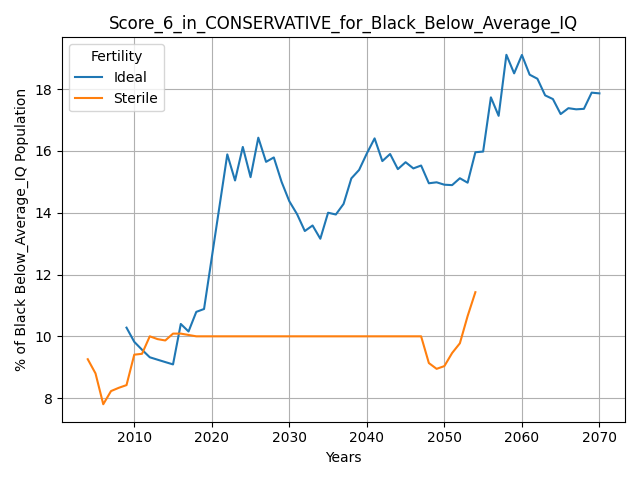 Score_6_in_CONSERVATIVE_for_Black_Below_Average_IQ
Fertility
Ideal
Sterile
% of Black Below_Average_IQ Population
18
16
14
12
10
8
2010 2020 2030 2040 2050 2060 2070
Years